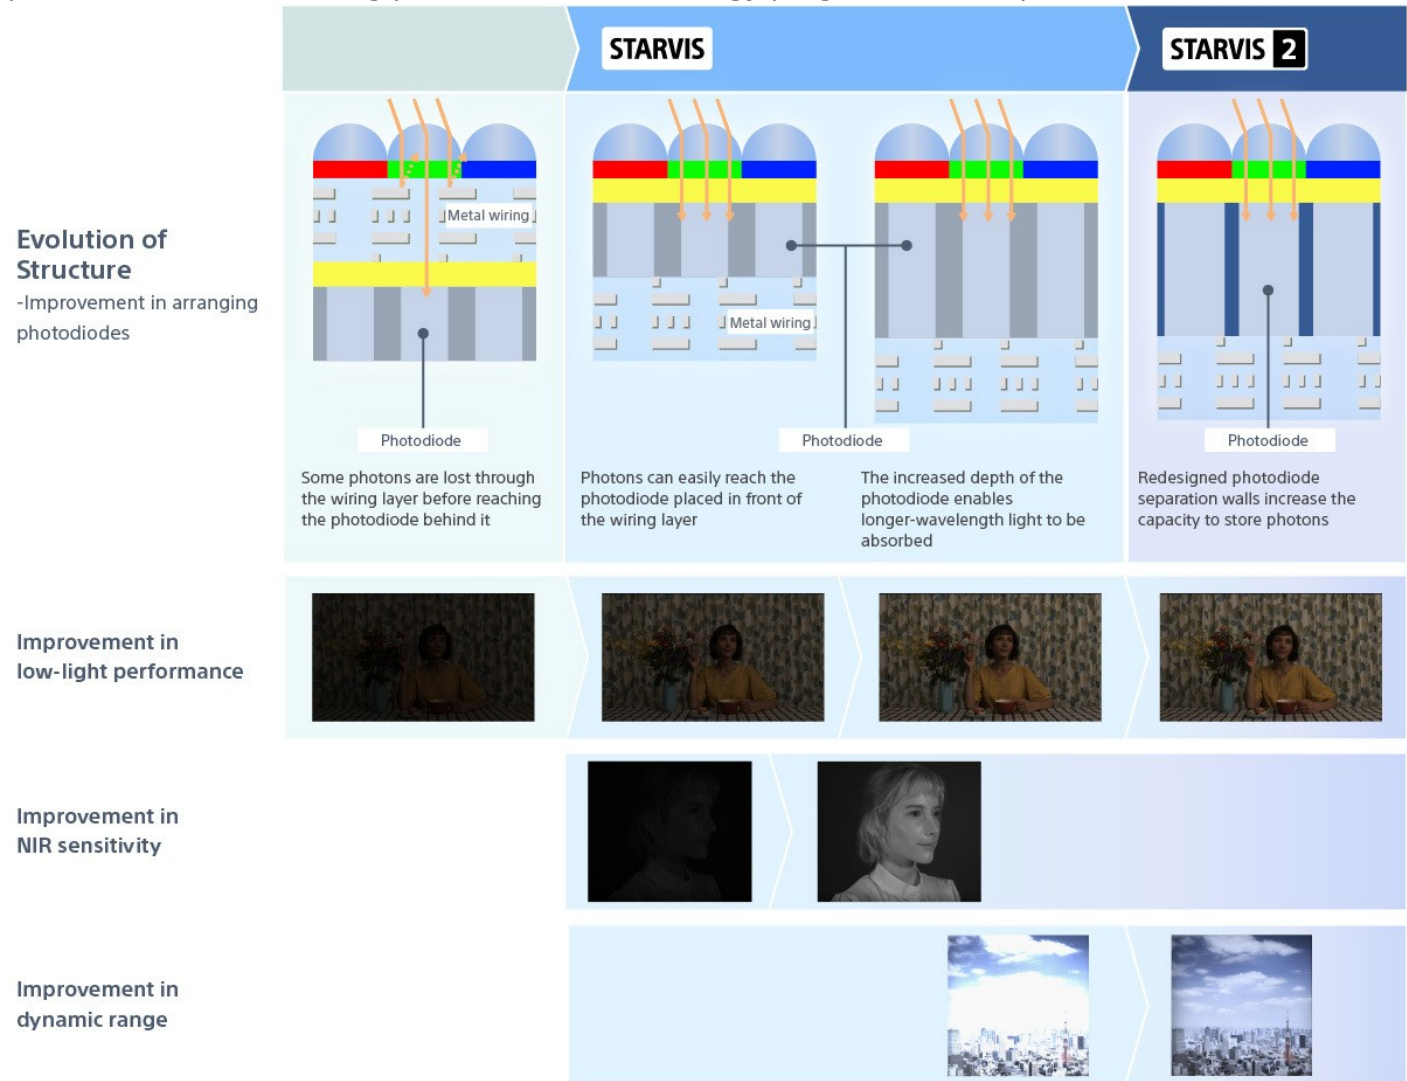 STARVIS
STARVIS 2
Evolution of
Structure
-Improvement in arranging
photodiodes
Metal wiring
Metal wiring
Photodiode
Photodiode
Photodiode
Some photons are lost through
the wiring layer before reaching
the photodiode behind it
Photons can easily reach the
photodiode placed in front of
the wiring layer
The increased depth of the
photodiode enables
longer-wavelength light to be
absorbed
Redesigned photodiode
separation walls increase the
capacity to store photons
Improvement in
low-light performance
Improvement in
NIR sensitivity
Improvement in
dynamic range